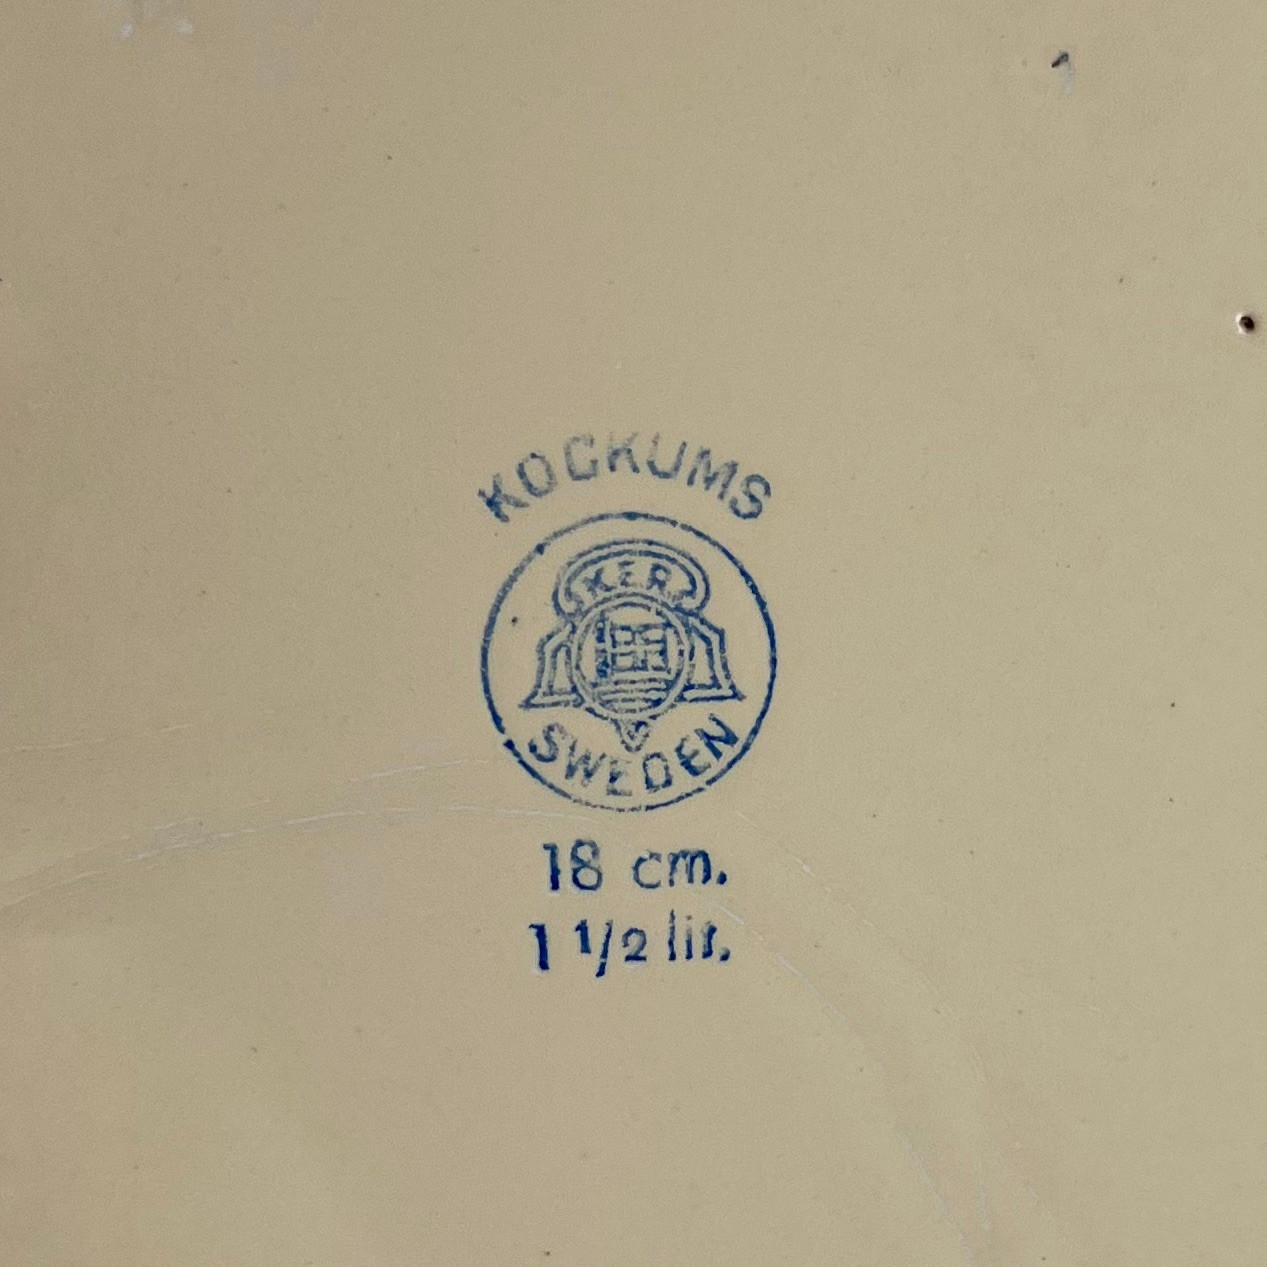 KOCKUMS
KER
SWEDEN
18 cm.
1 1/2 lit.